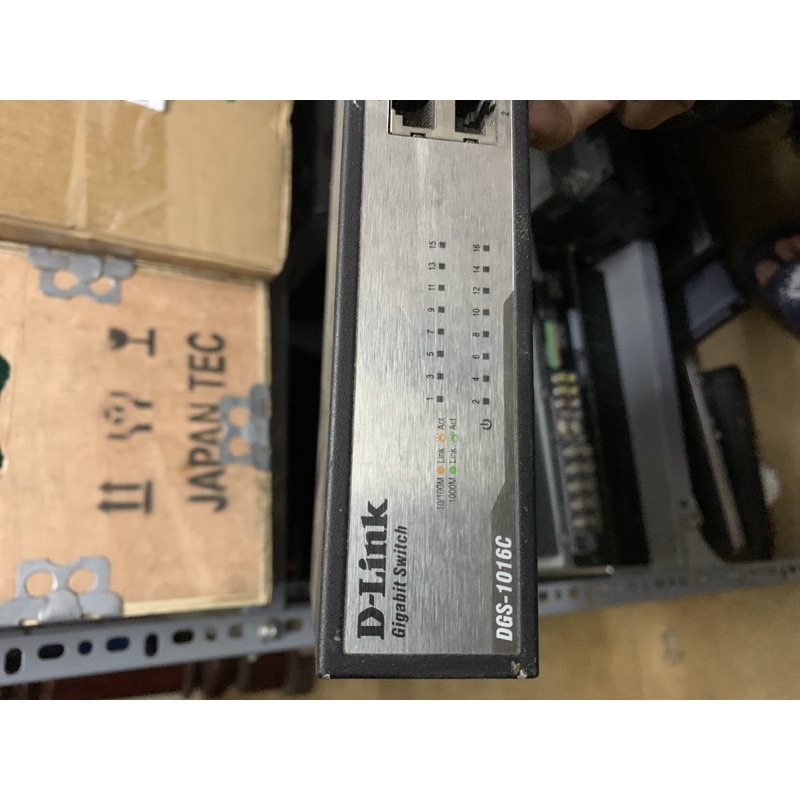 D-Link
Gigabit Switch
10/100M Link Act
1000M Link Act
1 3 5 7 9 11 13 15
2 4 6 8 10 12 14 16
2
DGS-1016C
JAPAN TEC